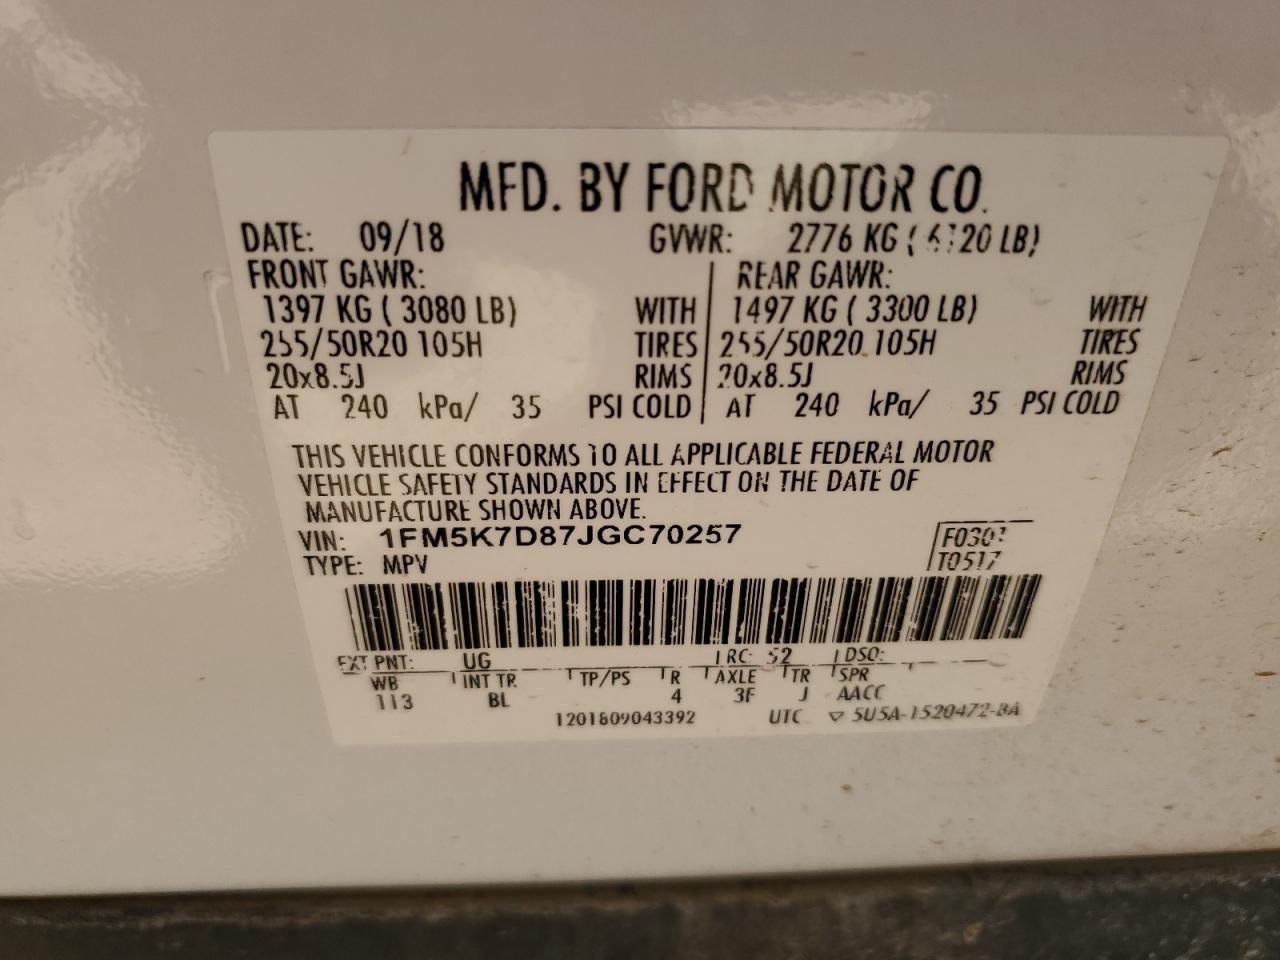 MFD. BY FORD MOTOR CO.
DATE: 09/18 GVWR: 2776 KG ( 6120 LB)
FRONT GAWR: REAR GAWR:
1397 KG ( 3080 LB) WITH 1497 KG ( 3300 LB) WITH
255/50R20 105H TIRES 255/50R20 105H TIRES
20x8.5J RIMS 20x8.5J RIMS
AT 240 kPa/ 35 PSI COLD AT 240 kPa/ 35 PSI COLD
THIS VEHICLE CONFORMS TO ALL APPLICABLE FEDERAL MOTOR
VEHICLE SAFETY STANDARDS IN EFFECT ON THE DATE OF
MANUFACTURE SHOWN ABOVE.
VIN: 1FM5K7D87JGC70257
TYPE: MPV
T0517
EXT PNT: UG RC: 52 DSO:
WB INT TR TP/PS R AXLE TR SPR
113 BL 4 3F J AACC
1201809043392 UTC ▽ 5U5A-1520472-BA